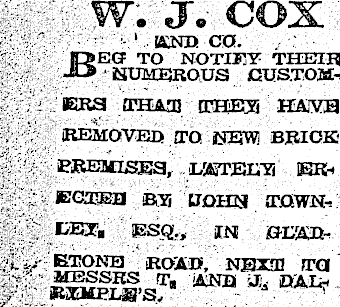 W. J. COX
AND CO.
BEG TO NOTIFY THEIR
NUMEROUS CUSTOM-
ERS THAT THEY HAVE
REMOVED TO NEW BRICK
PREMISES, LATELY ER-
ECTED BY JOHN TOWN-
LEY, ESQ., IN GLAD-
STONE ROAD, NEXT TO
MESSRS T. AND J. DAL-
RYMPLE'S.